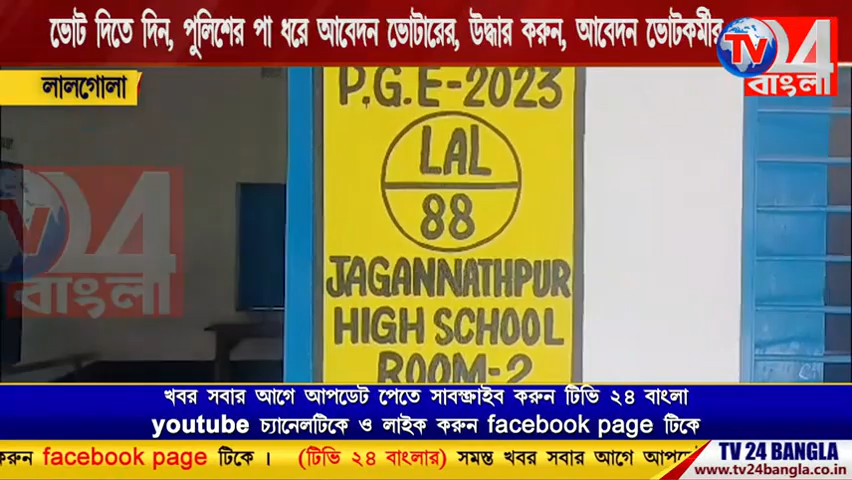 ভোট দিতে দিন, পুলিশের পা ধরে আবেদন ভোটারের, উদ্ধার করুন, আবেদন ভোটকর্মীর
TV 24
বাংলা
লালগোলা
P.G.E-2023
LAL
88
JAGANNATHPUR
HIGH SCHOOL
ROOM-2
TV 24
বাংলা
খবর সবার আগে আপডেট পেতে সাবস্ক্রাইব করুন টিভি ২৪ বাংলা
youtube চ্যানেলটিকে ও লাইক করুন facebook page টিকে
করুন facebook page টিকে । (টিভি ২৪ বাংলার) সমস্ত খবর সবার আগে
TV 24 BANGLA
www.tv24bangla.co.in